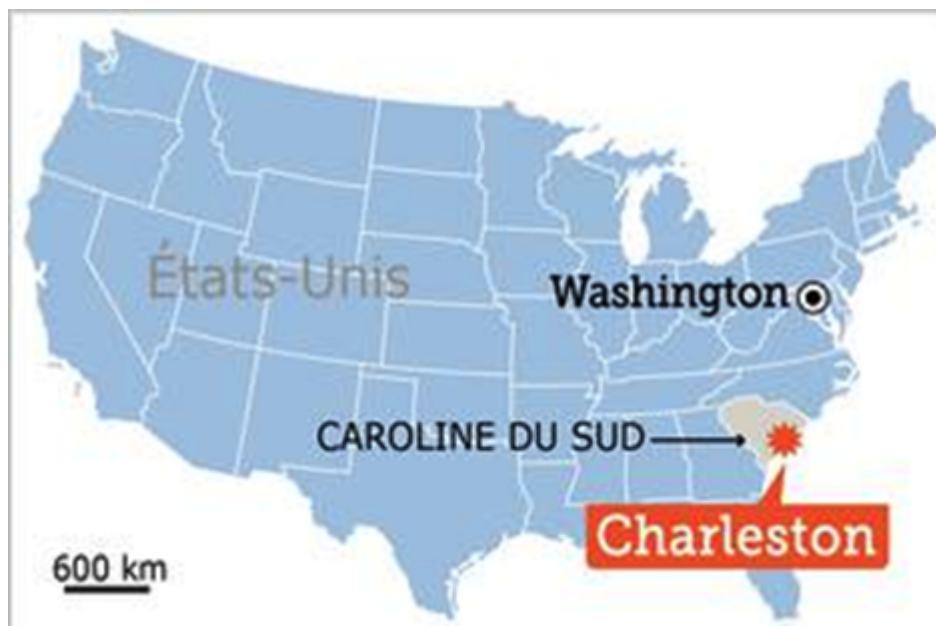 États-Unis
Washington
CAROLINE DU SUD
Charleston
600 km